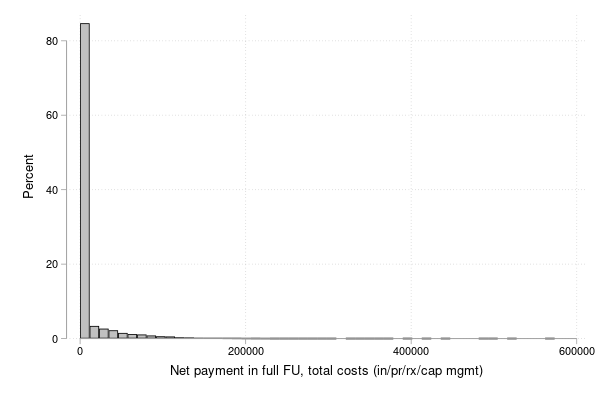 80
60
40
20
0
Percent
0 200000 400000 600000
Net payment in full FU, total costs (in/pr/rx/cap mgmt)